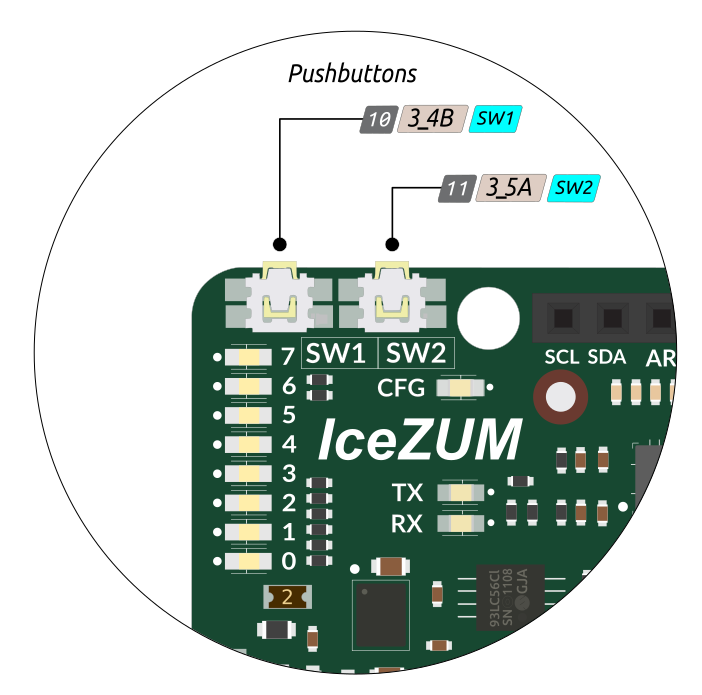 Pushbuttons
10 3_4B SW1
11 3_5A SW2
SW1 SW2
7
6
5
4
3
2
1
0
CFG
SCL SDA AR
IceZUM
TX
RX
2
93LC56CI
SN 1108
GJA